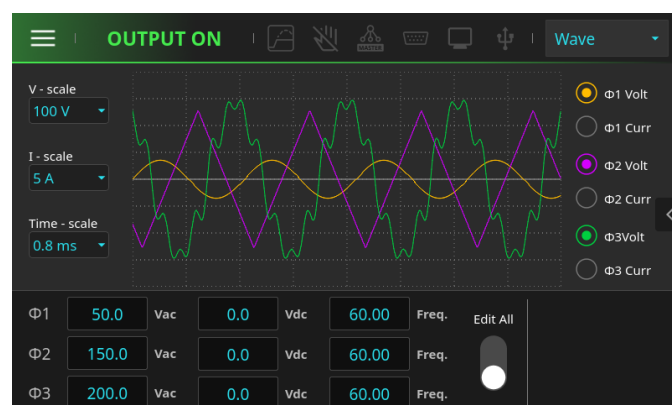 OUTPUT ON
MASTER
Wave
V - scale
100 V
I - scale
5 A
Time - scale
0.8 ms
Φ1 Volt
Φ1 Curr
Φ2 Volt
Φ2 Curr
Φ3Volt
Φ3 Curr
Φ1 50.0 Vac 0.0 Vdc 60.00 Freq.
Edit All
Φ2 150.0 Vac 0.0 Vdc 60.00 Freq.
Φ3 200.0 Vac 0.0 Vdc 60.00 Freq.